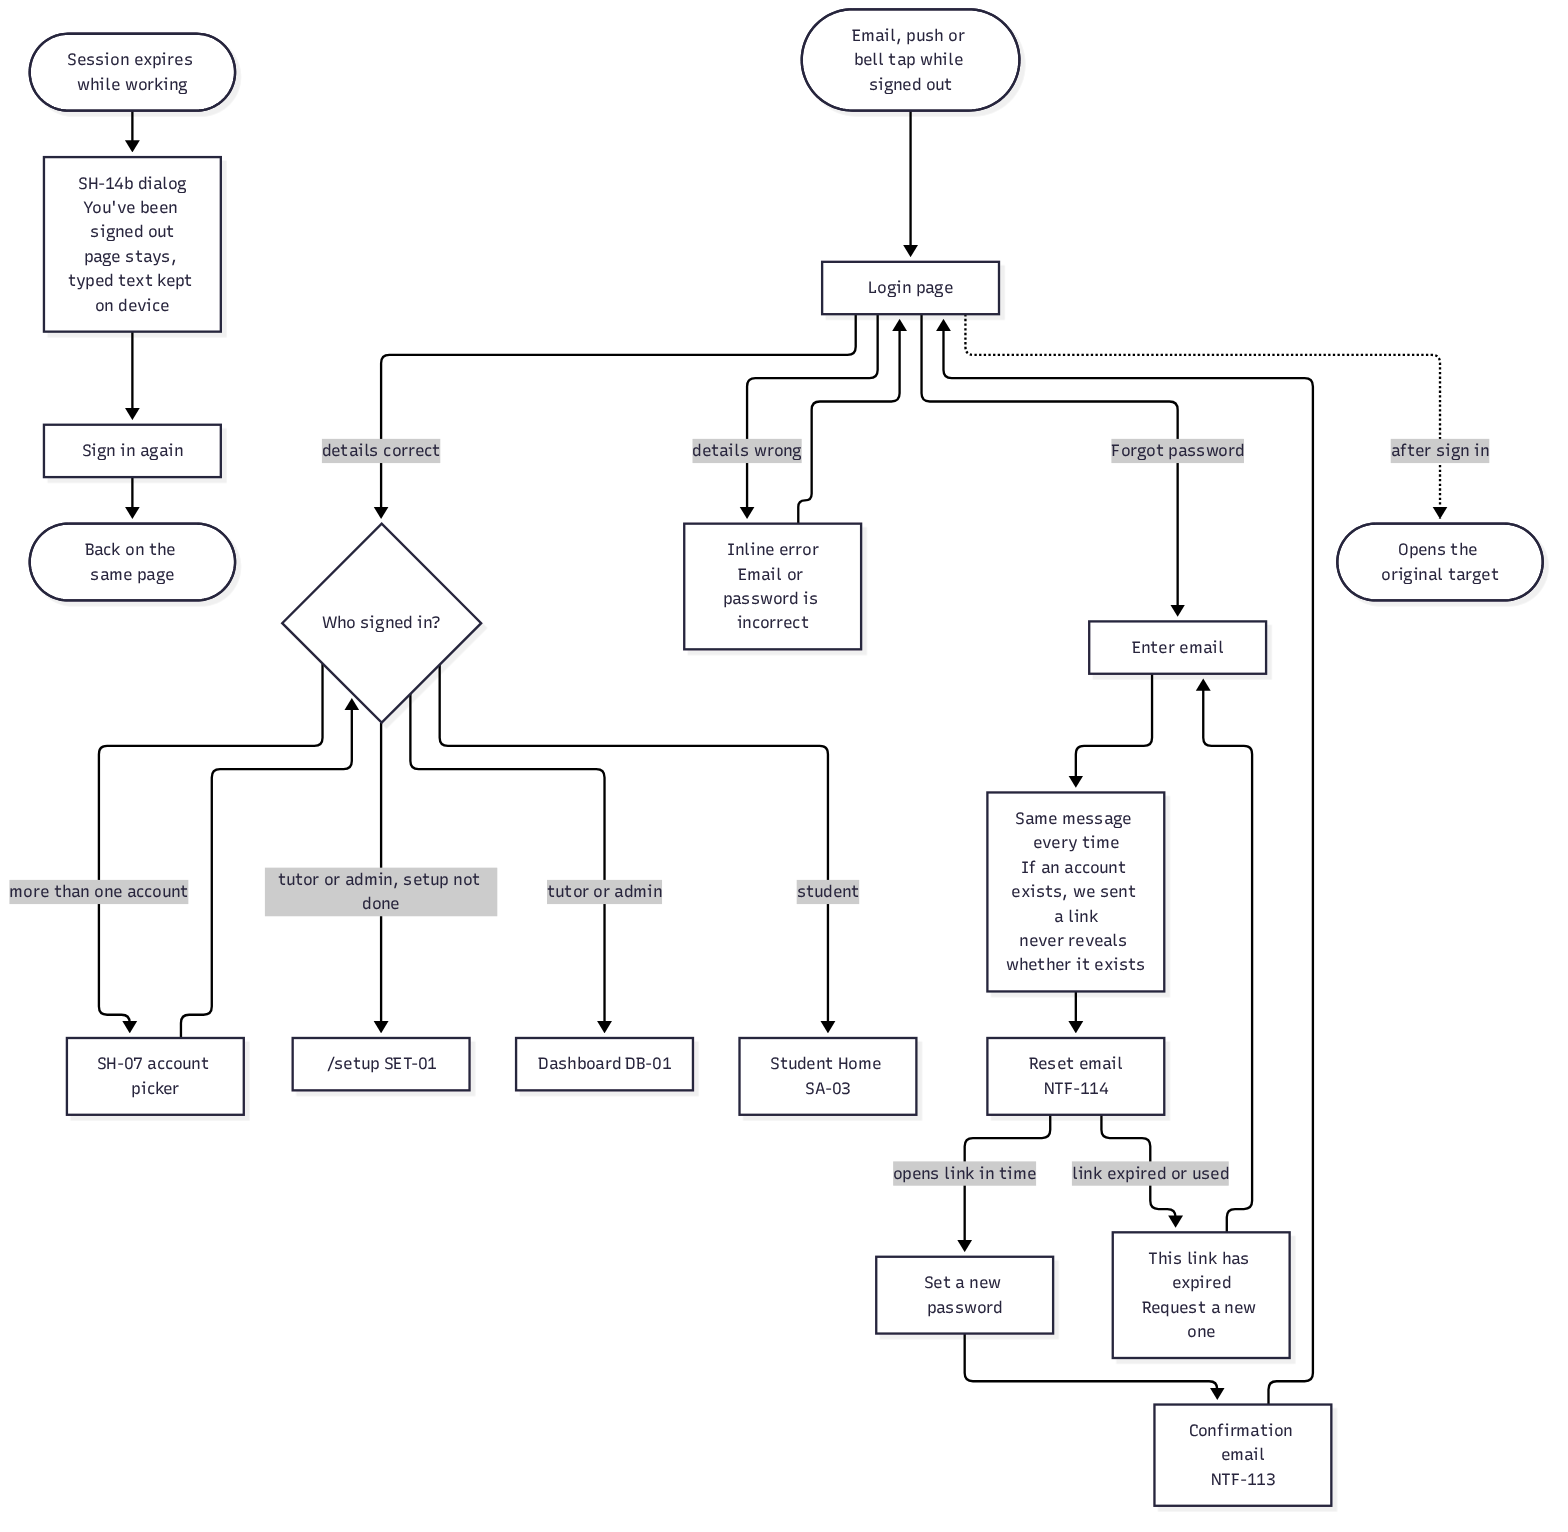 Session expires
while working
Email, push or
bell tap while
signed out
SH-14b dialog
You've been
signed out
page stays,
typed text kept
on device
Login page
Sign in again
details correct
details wrong
Forgot password
after sign in
Back on the
same page
Who signed in?
Inline error
Email or
password is
incorrect
Opens the
original target
Enter email
more than one account
tutor or admin, setup not
done
tutor or admin
student
Same message
every time
If an account
exists, we sent
a link
never reveals
whether it exists
SH-07 account
picker
/setup SET-01
Dashboard DB-01
Student Home
SA-03
Reset email
NTF-114
opens link in time
link expired or used
Set a new
password
This link has
expired
Request a new
one
Confirmation
email
NTF-113